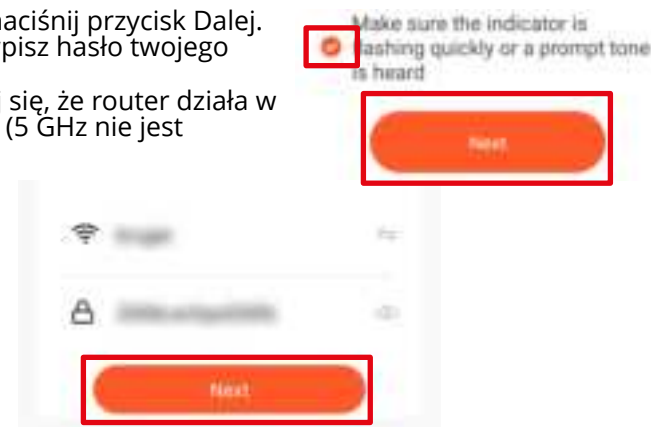 naciśnij przycisk Dalej.
pisz hasło twojego
się, że router działa w
(5 GHz nie jest
Make sure the indicator is
flashing quickly or a prompt tone
is heard
Next
Next